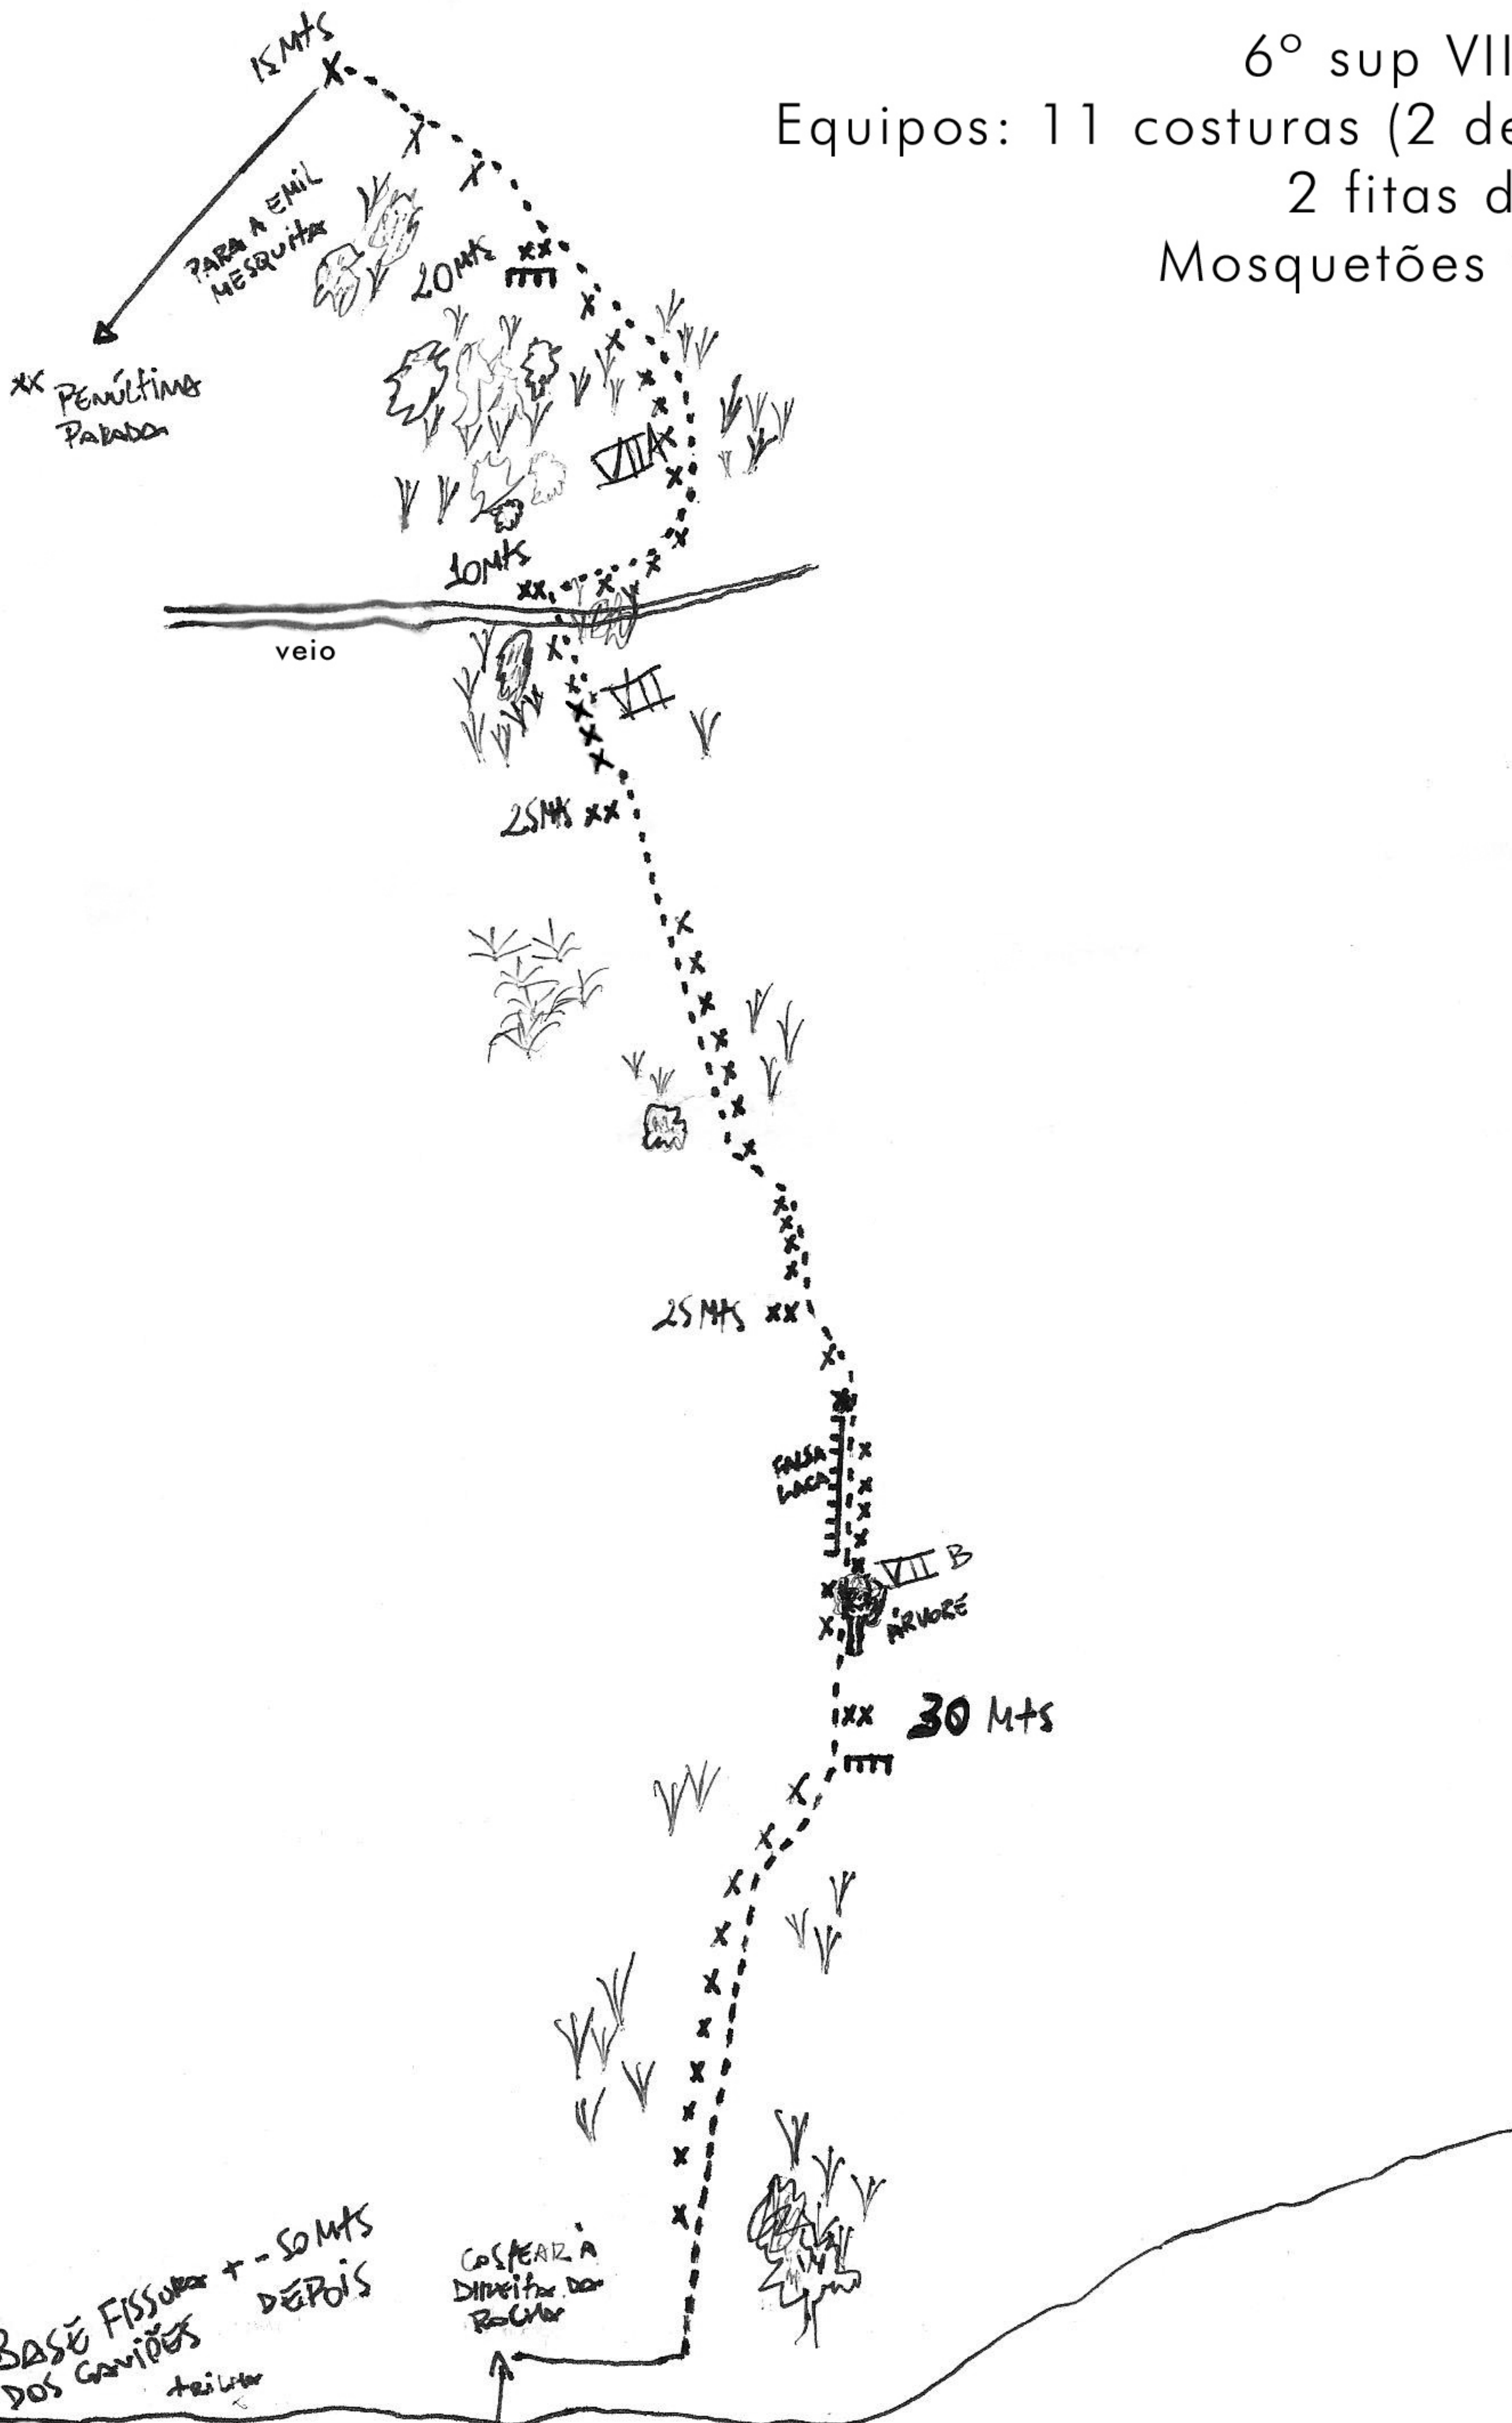 6º sup VII
Equipos: 11 costuras (2 de
2 fitas d
Mosquetões
15 Mts
PARA A EMIL
MESQUITA
20 Mts
xx PENÚLTIMA
PARADA
VIIA
10 Mts
veio
VII
25 Mts
25 Mts
FALSA
LACA
VII B
ÁRVORE
30 Mts
BASE FISSURA +- 50 Mts
DOS GAVIÕES DEPOIS
trilha
COSTEAR À
DIREITA DA
ROCHA